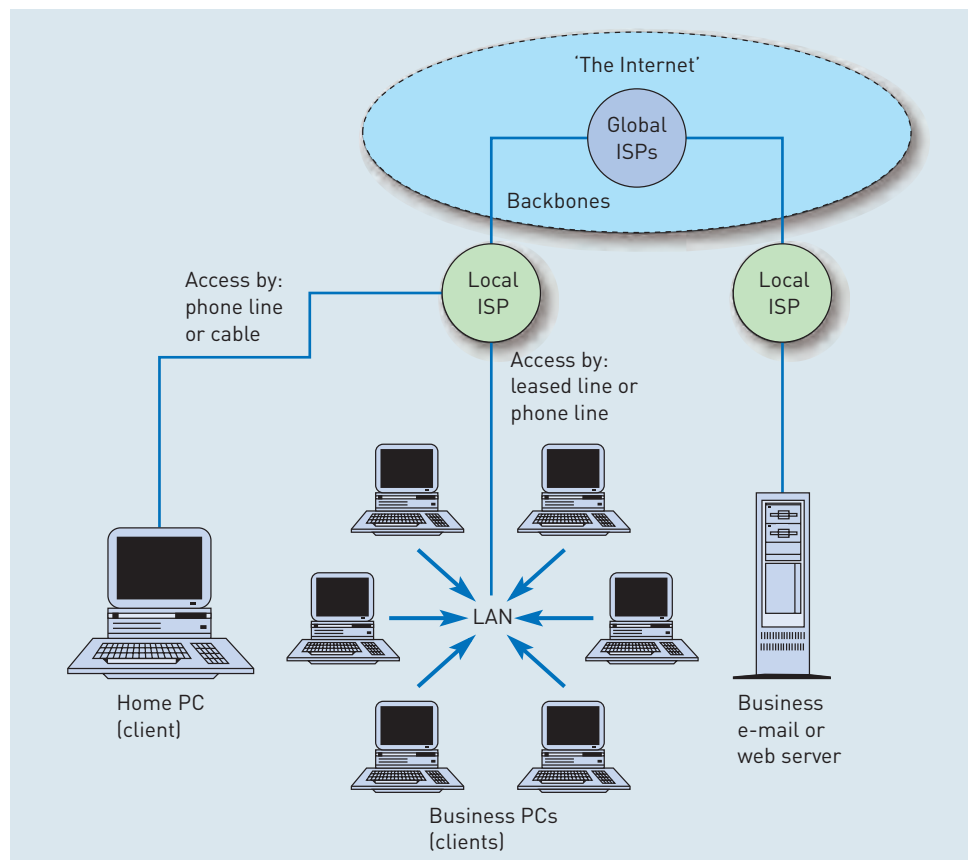 ‘The Internet’
Global
ISPs
Backbones
Local
ISP
Local
ISP
Access by:
phone line
or cable
Access by:
leased line or
phone line
LAN
Home PC
(client)
Business PCs
(clients)
Business
e-mail or
web server